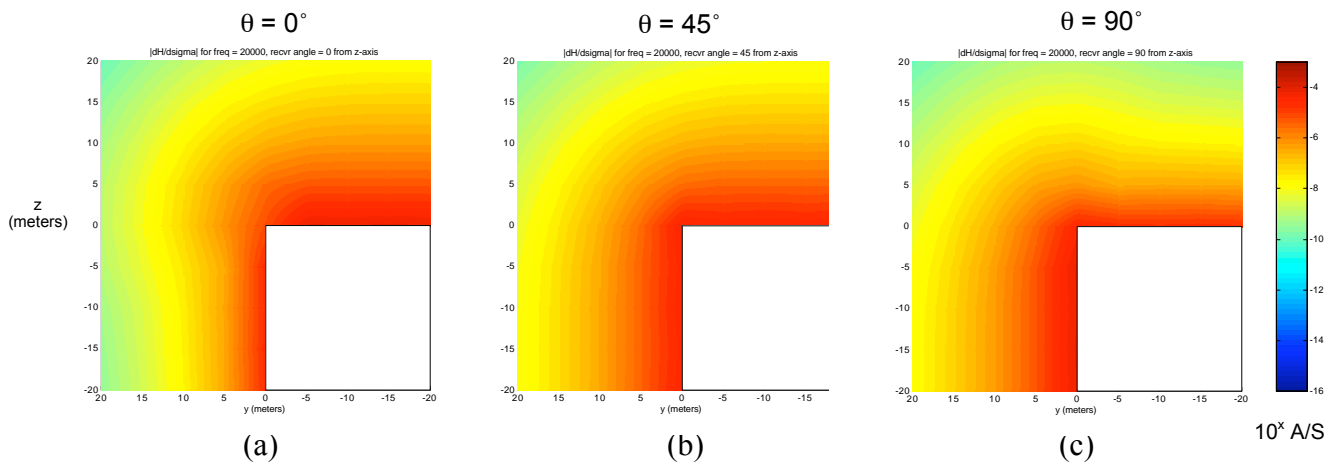 θ = 0°
θ = 45°
θ = 90°
|dH/dsigma| for freq = 20000, recvr angle = 0 from z-axis
|dH/dsigma| for freq = 20000, recvr angle = 45 from z-axis
|dH/dsigma| for freq = 20000, recvr angle = 90 from z-axis
z
(meters)
20
15
10
5
0
-5
-10
-15
-20
20 15 10 5 0 -5 -10 -15 -20
y (meters)
(a)
20
15
10
5
0
-5
-10
-15
-20
20 15 10 5 0 -5 -10 -15
y (meters)
(b)
20
15
10
5
0
-5
-10
-15
-20
20 15 10 5 0 -5 -10 -15 -20
y (meters)
(c)
-4
-6
-8
-10
-12
-14
-16
10ˣ A/S